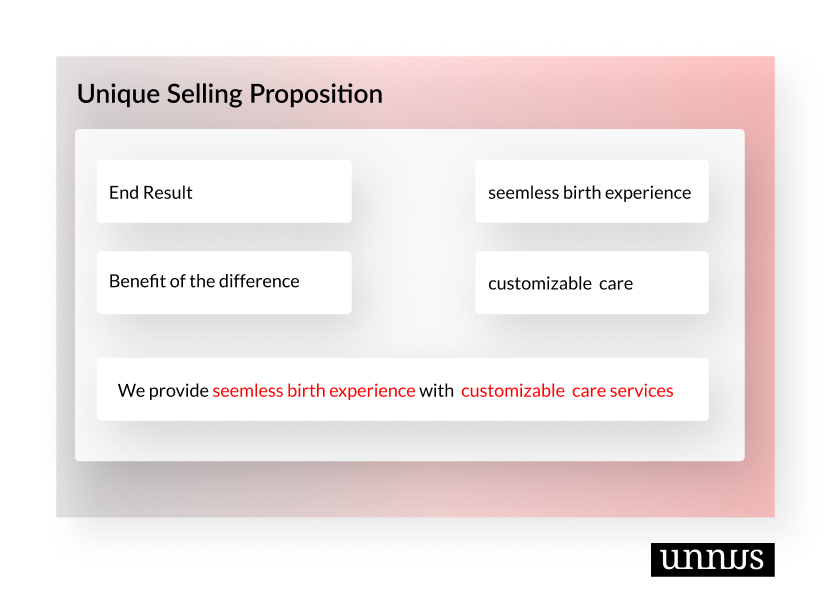 Unique Selling Proposition
End Result
seemless birth experience
Benefit of the difference
customizable care
We provide seemless birth experience with customizable care services
unnus